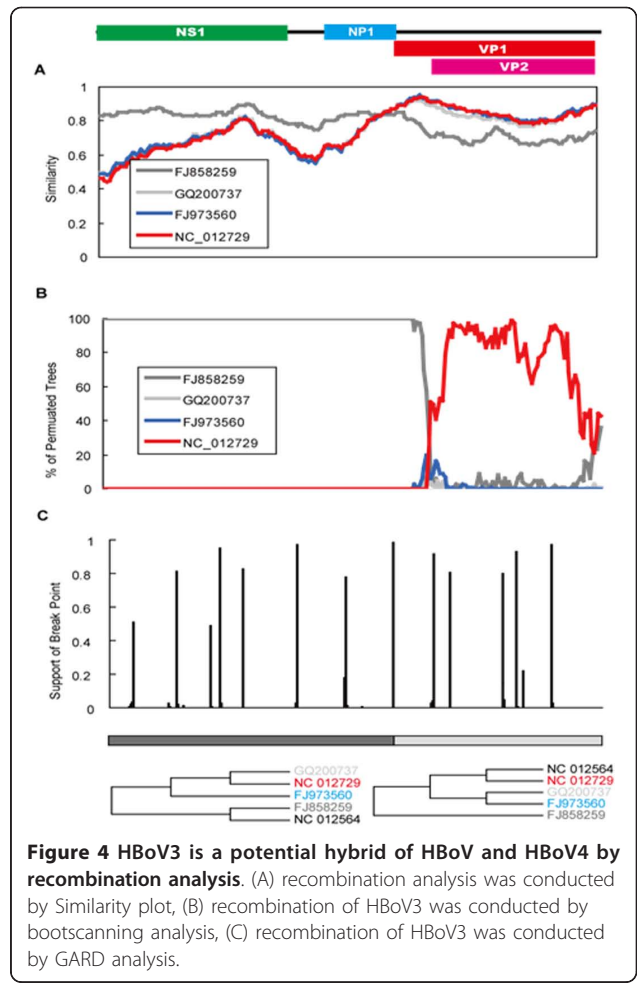 NS1
NP1
VP1
VP2
A
1
0.8
0.6
0.4
0.2
0
Similarity
FJ858259
GQ200737
FJ973560
NC_012729
B
100
80
60
40
20
0
% of Permuated Trees
FJ858259
GQ200737
FJ973560
NC_012729
C
1
0.8
0.6
0.4
0.2
0
Support of Break Point
GQ200737
NC 012729
FJ973560
FJ858259
NC 012564
NC 012564
NC 012729
GQ200737
FJ973560
FJ858259
Figure 4 HBoV3 is a potential hybrid of HBoV and HBoV4 by
recombination analysis. (A) recombination analysis was conducted
by Similarity plot, (B) recombination of HBoV3 was conducted by
bootscanning analysis, (C) recombination of HBoV3 was conducted
by GARD analysis.